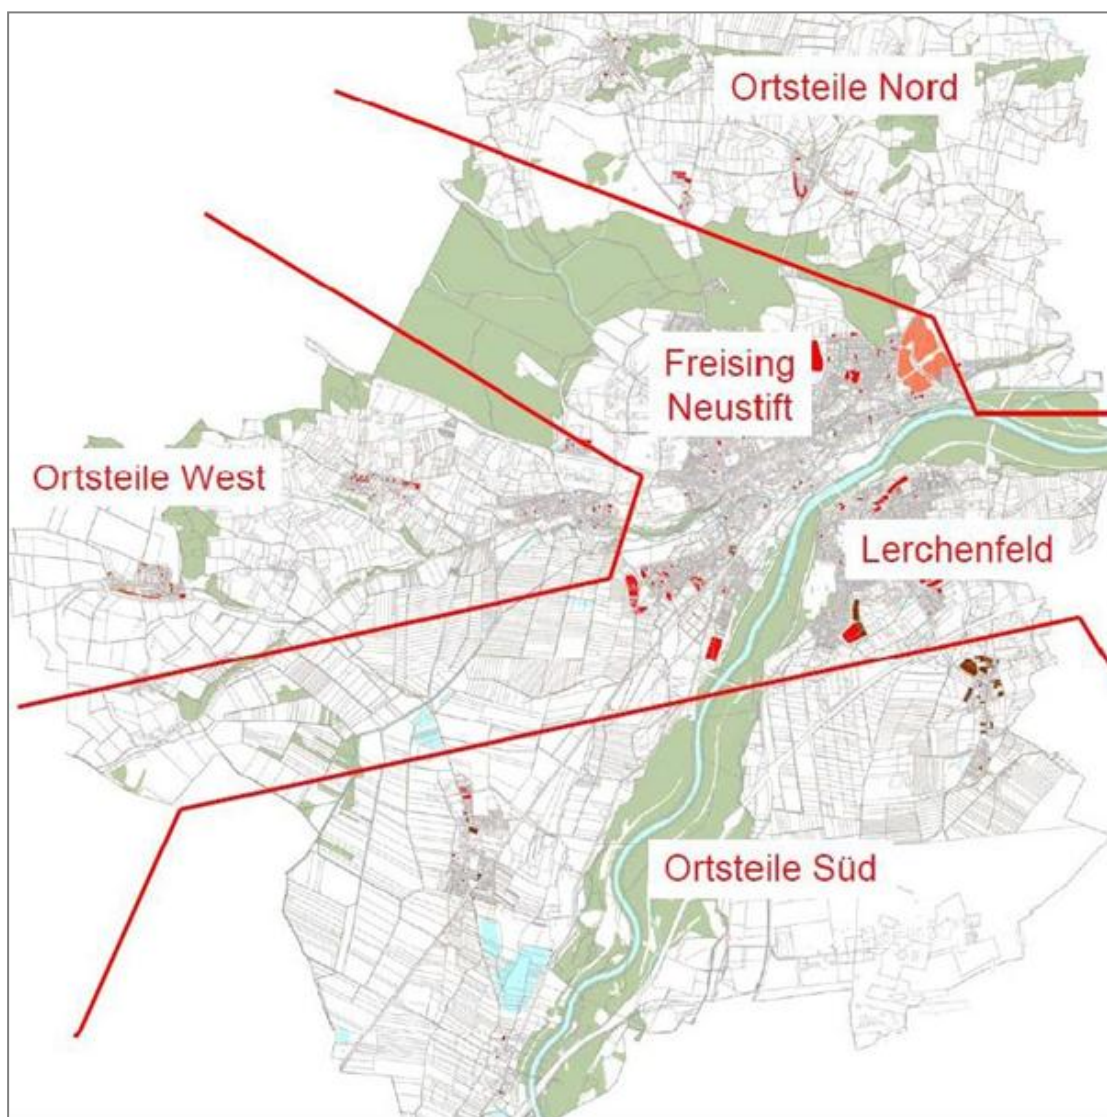 Ortsteile Nord
Freising
Neustift
Ortsteile West
Lerchenfeld
Ortsteile Süd